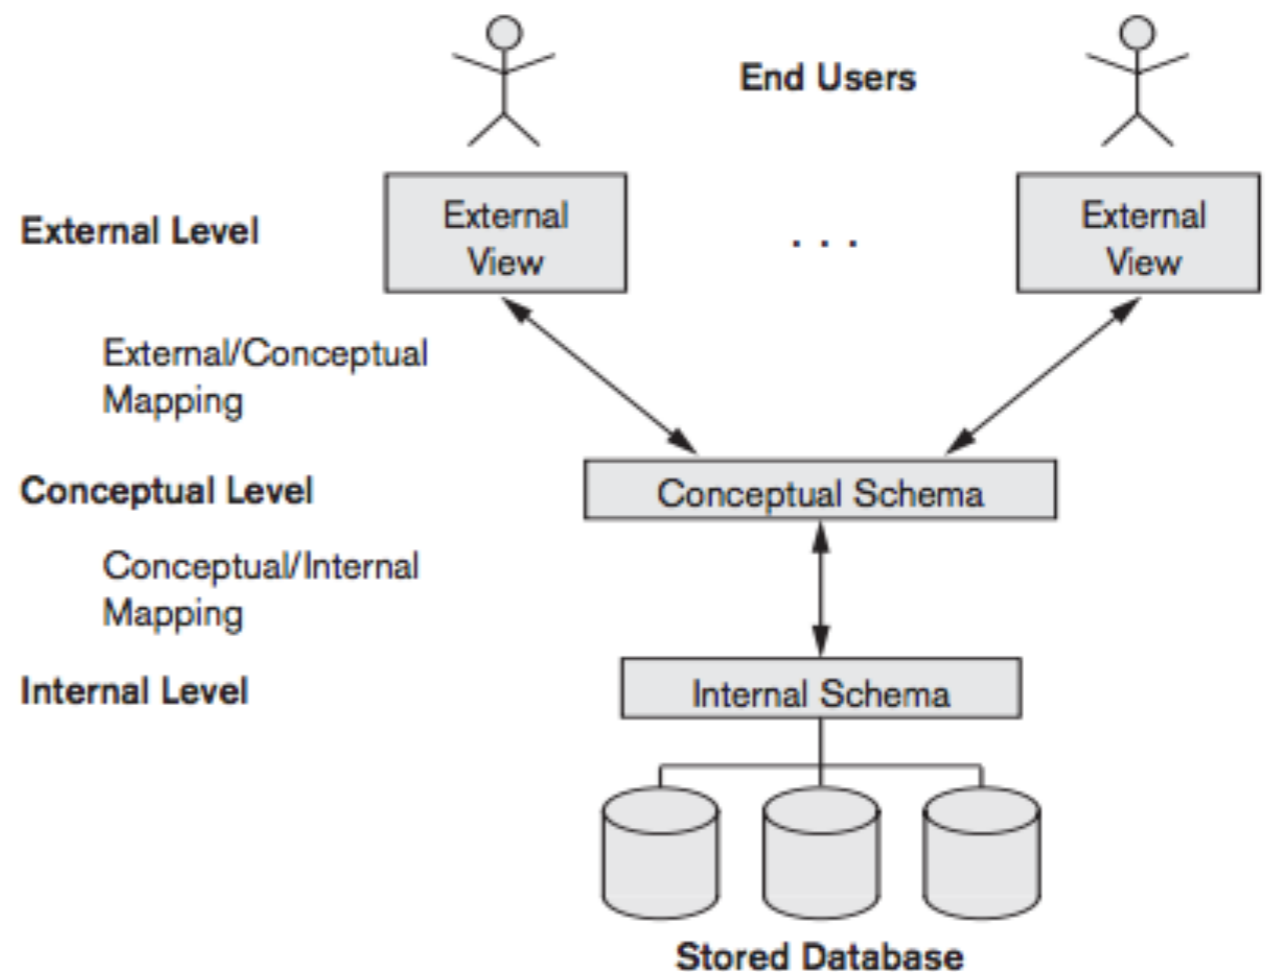 End Users
External Level
External
View
. . .
External
View
External/Conceptual
Mapping
Conceptual Level
Conceptual Schema
Conceptual/Internal
Mapping
Internal Level
Internal Schema
Stored Database